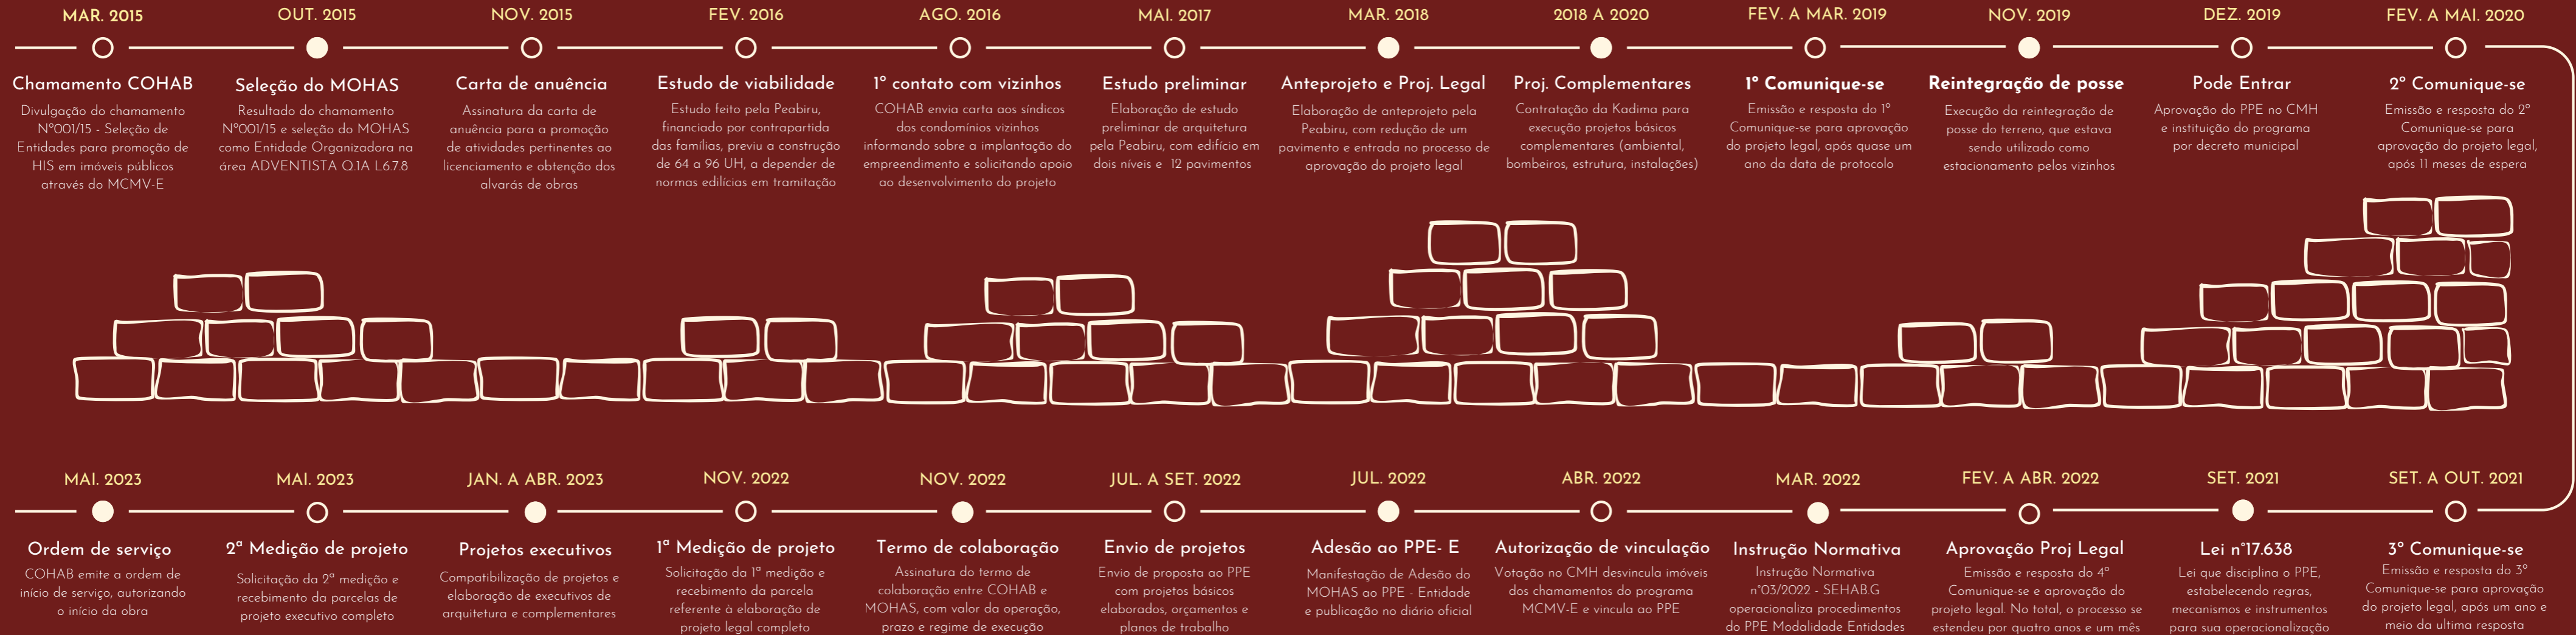 MAR. 2015
Chamamento COHAB
Divulgação do chamamento
Nº001/15 - Seleção de
Entidades para promoção de
HIS em imóveis públicos
através do MCMV-E
OUT. 2015
Seleção do MOHAS
Resultado do chamamento
Nº001/15 e seleção do MOHAS
como Entidade Organizadora na
área ADVENTISTA Q.1A L6.7.8
NOV. 2015
Carta de anuência
Assinatura da carta de
anuência para a promoção
de atividades pertinentes ao
licenciamento e obtenção dos
alvarás de obras
FEV. 2016
Estudo de viabilidade
Estudo feito pela Peabiru,
financiado por contrapartida
das famílias, previu a construção
de 64 a 96 UH, a depender de
normas edilícias em tramitação
AGO. 2016
1º contato com vizinhos
COHAB envia carta aos síndicos
dos condomínios vizinhos
informando sobre a implantação do
empreendimento e solicitando apoio
ao desenvolvimento do projeto
MAI. 2017
Estudo preliminar
Elaboração de estudo
preliminar de arquitetura
pela Peabiru, com edifício em
dois níveis e 12 pavimentos
MAR. 2018
Anteprojeto e Proj. Legal
Elaboração de anteprojeto pela
Peabiru, com redução de um
pavimento e entrada no processo de
aprovação do projeto legal
2018 A 2020
Proj. Complementares
Contratação da Kadima para
execução projetos básicos
complementares (ambiental,
bombeiros, estrutura, instalações)
FEV. A MAR. 2019
1º Comunique-se
Emissão e resposta do 1º
Comunique-se para aprovação
do projeto legal, após quase um
ano da data de protocolo
NOV. 2019
Reintegração de posse
Execução da reintegração de
posse do terreno, que estava
sendo utilizado como
estacionamento pelos vizinhos
DEZ. 2019
Pode Entrar
Aprovação do PPE no CMH
e instituição do programa
por decreto municipal
FEV. A MAI. 2020
2º Comunique-se
Emissão e resposta do 2º
Comunique-se para
aprovação do projeto legal,
após 11 meses de espera
MAI. 2023
Ordem de serviço
COHAB emite a ordem de
início de serviço, autorizando
o início da obra
MAI. 2023
2ª Medição de projeto
Solicitação da 2ª medição e
recebimento da parcelas de
projeto executivo completo
JAN. A ABR. 2023
Projetos executivos
Compatibilização de projetos e
elaboração de executivos de
arquitetura e complementares
NOV. 2022
1ª Medição de projeto
Solicitação da 1ª medição e
recebimento da parcela
referente à elaboração de
projeto legal completo
NOV. 2022
Termo de colaboração
Assinatura do termo de
colaboração entre COHAB e
MOHAS, com valor da operação,
prazo e regime de execução
JUL. A SET. 2022
Envio de projetos
Envio de proposta ao PPE
com projetos básicos
elaborados, orçamentos e
planos de trabalho
JUL. 2022
Adesão ao PPE- E
Manifestação de Adesão do
MOHAS ao PPE - Entidade
e publicação no diário oficial
ABR. 2022
Autorização de vinculação
Votação no CMH desvincula imóveis
dos chamamentos do programa
MCMV-E e vincula ao PPE
MAR. 2022
Instrução Normativa
Instrução Normativa
n°03/2022 - SEHAB.G
operacionaliza procedimentos
do PPE Modalidade Entidades
FEV. A ABR. 2022
Aprovação Proj Legal
Emissão e resposta do 4º
Comunique-se e aprovação do
projeto legal. No total, o processo se
estendeu por quatro anos e um mês
SET. 2021
Lei n°17.638
Lei que disciplina o PPE,
estabelecendo regras,
mecanismos e instrumentos
para sua operacionalização
SET. A OUT. 2021
3º Comunique-se
Emissão e resposta do 3º
Comunique-se para aprovação
do projeto legal, após um ano e
meio da ultima resposta